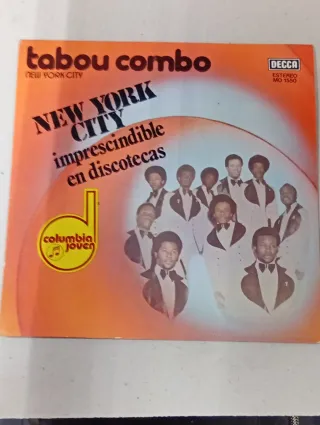 tabou combo
NEW YORK CITY
DECCA
ESTEREO
MO 1550
NEW YORK
CITY
imprescindible
en discotecas
columbia
joven